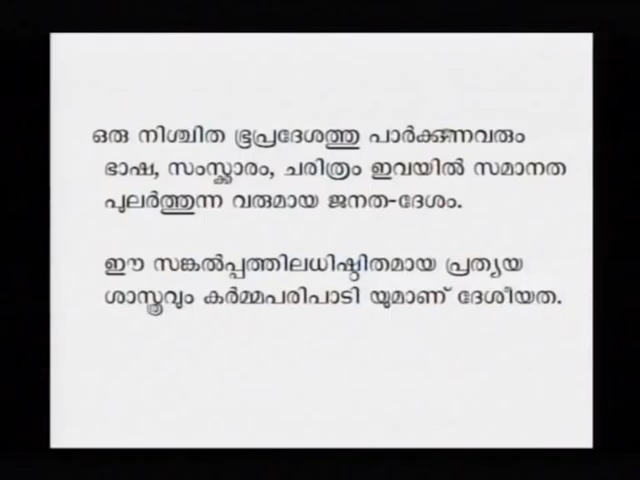 ഒരു നിശ്ചിത ഭൂപ്രദേശത്തു പാർക്കുണവരും
ഭാഷ, സംസ്ക്കാരം, ചരിത്രം ഇവയിൽ സമാനത
പുലർത്തുന്ന വരുമായ ജനത-ദേശം.
ഈ സങ്കൽപ്പത്തിലധിഷ്ഠിതമായ പ്രത്യയ
ശാസ്ത്രവും കർമ്മപരിപാടി യുമാണ് ദേശീയത.